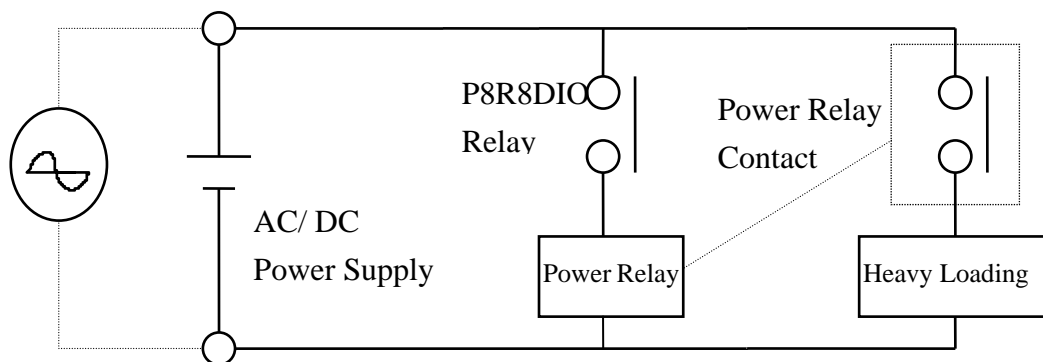 P8R8DIO
Relay
Power Relay
Contact
AC/ DC
Power Supply
Power Relay
Heavy Loading